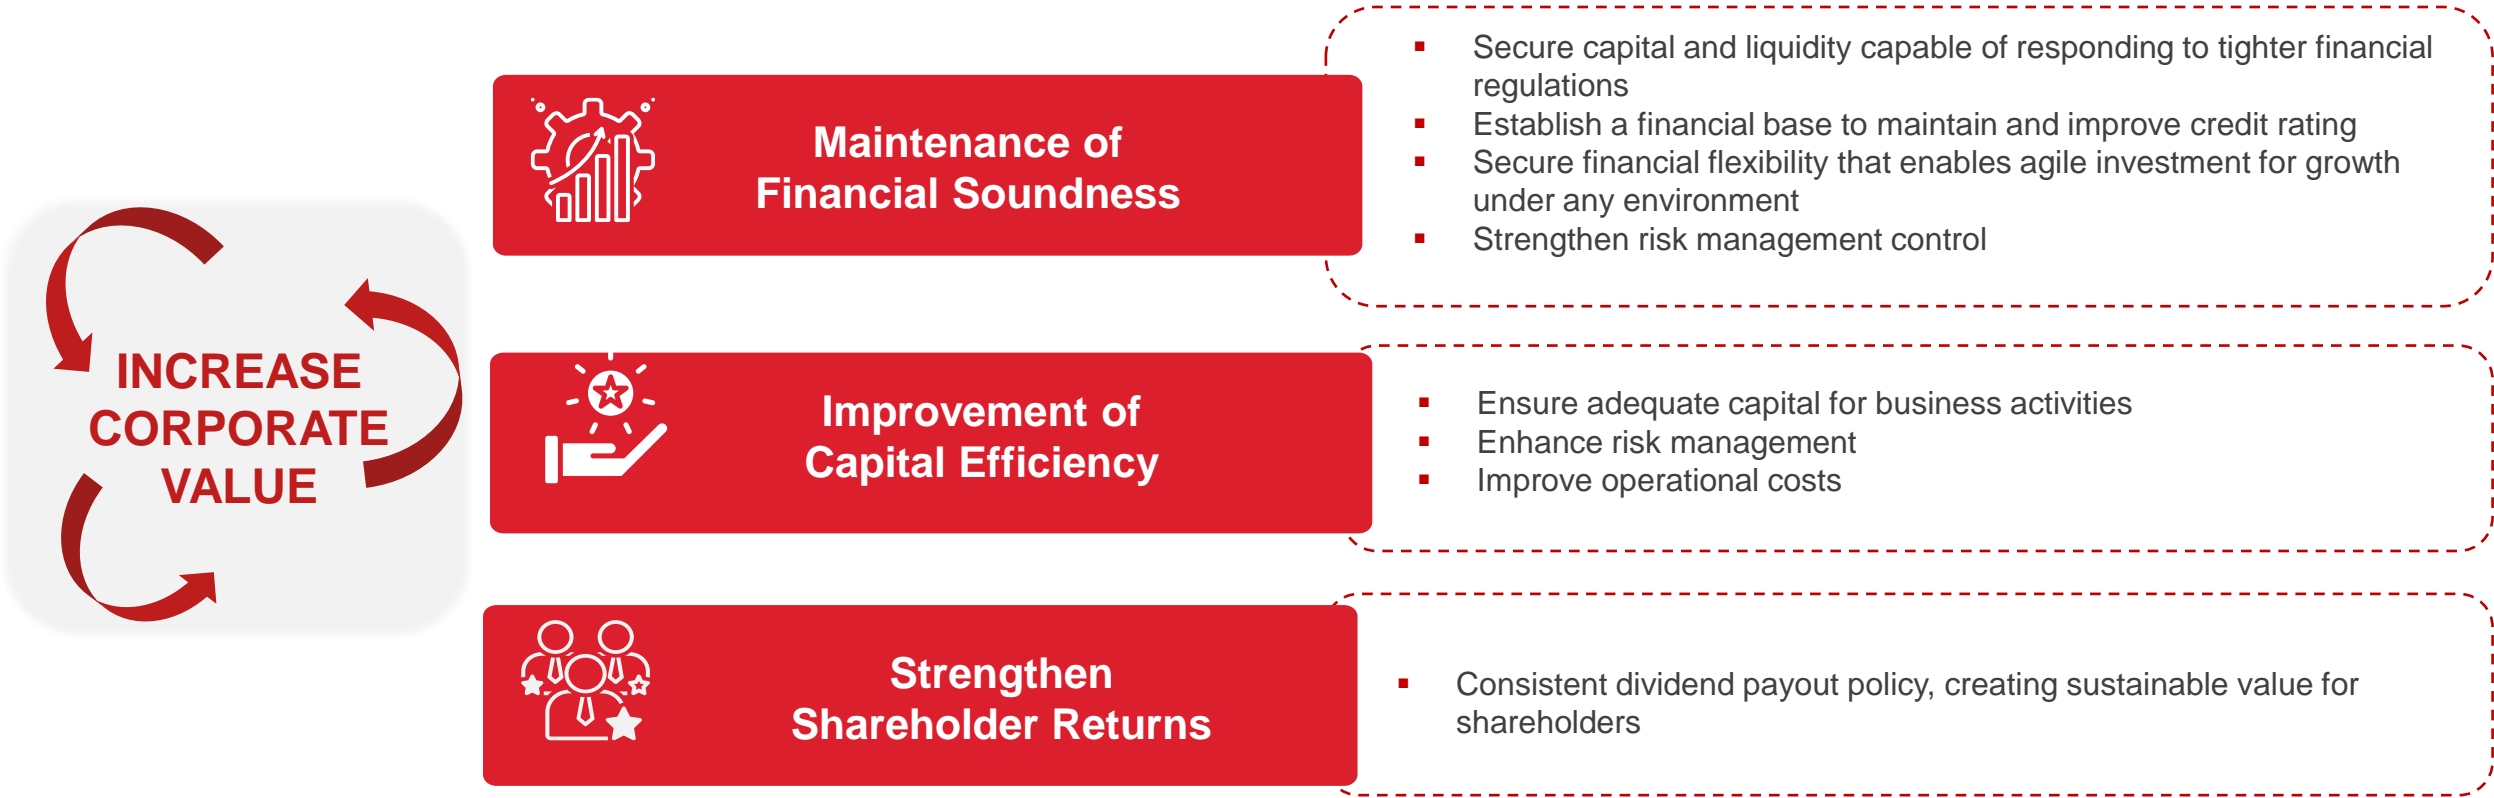 INCREASE
CORPORATE
VALUE
Maintenance of
Financial Soundness
▪ Secure capital and liquidity capable of responding to tighter financial
regulations
▪ Establish a financial base to maintain and improve credit rating
▪ Secure financial flexibility that enables agile investment for growth
under any environment
▪ Strengthen risk management control
Improvement of
Capital Efficiency
▪ Ensure adequate capital for business activities
▪ Enhance risk management
▪ Improve operational costs
Strengthen
Shareholder Returns
▪ Consistent dividend payout policy, creating sustainable value for
shareholders